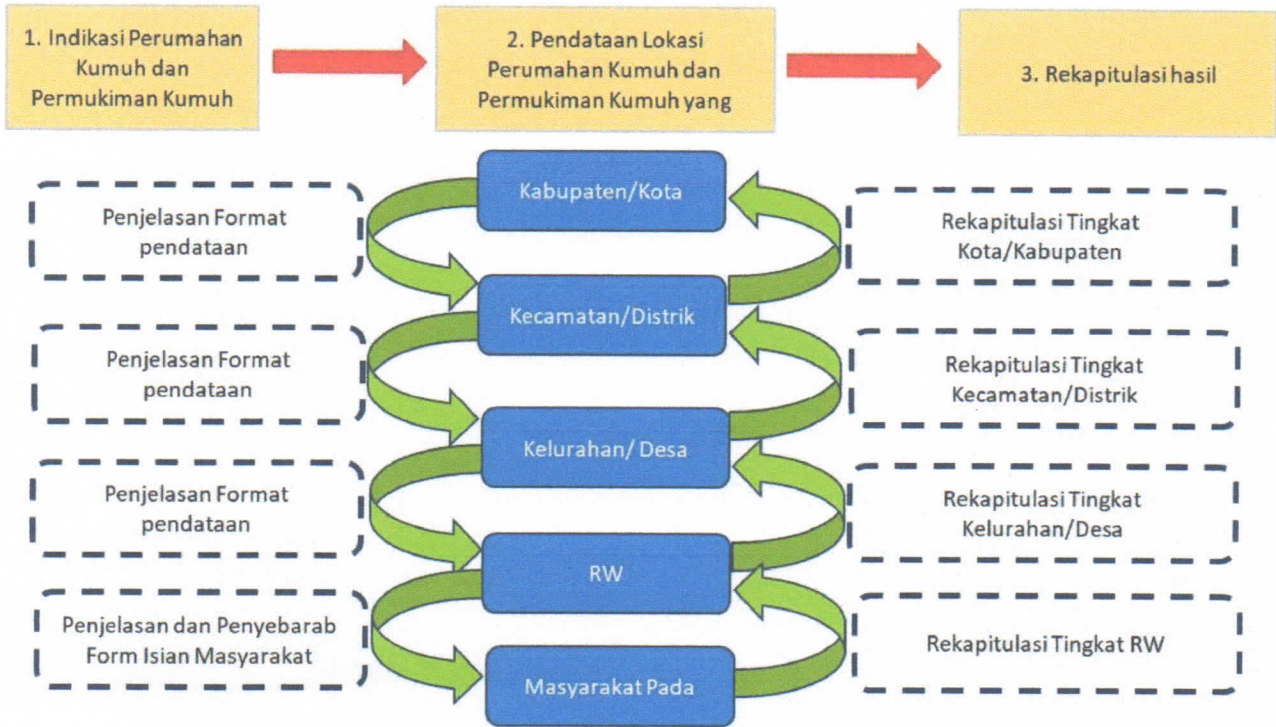 1. Indikasi Perumahan
Kumuh dan
Permukiman Kumuh
2. Pendataan Lokasi
Perumahan Kumuh dan
Permukiman Kumuh yang
3. Rekapitulasi hasil
Kabupaten/Kota
Penjelasan Format
pendataan
Rekapitulasi Tingkat
Kota/Kabupaten
Kecamatan/Distrik
Penjelasan Format
pendataan
Rekapitulasi Tingkat
Kecamatan/Distrik
Kelurahan/ Desa
Penjelasan Format
pendataan
Rekapitulasi Tingkat
Kelurahan/Desa
RW
Penjelasan dan Penyebarab
Form Isian Masyarakat
Rekapitulasi Tingkat RW
Masyarakat Pada